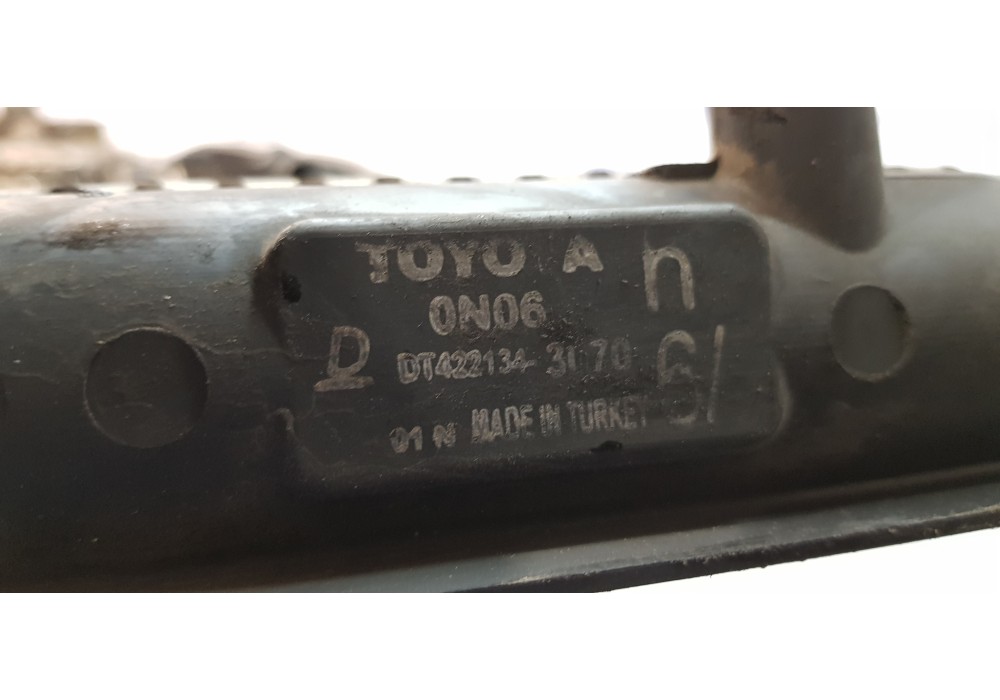 TOYO A
n
0N06
D
DT422134-3070
G/
01 N MADE IN TURKEY